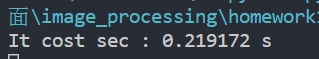 面\image_processing\homework
It cost sec : 0.219172 s